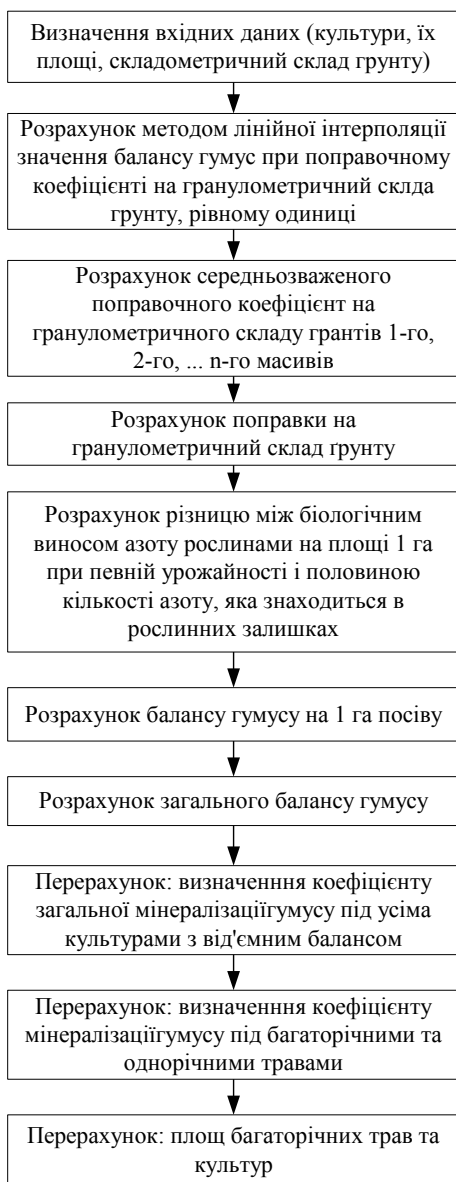 Визначення вхідних даних (культури, їх
площі, складометричний склад грунту)
Розрахунок методом лінійної інтерполяції
значення балансу гумус при поправочному
коефіцієнті на гранулометричний склда
грунту, рівному одиниці
Розрахунок середньозваженого
поправочного коефіцієнт на
гранулометричного складу грантів 1-го,
2-го, ... n-го масивів
Розрахунок поправки на
гранулометричний склад ґрунту
Розрахунок різницю між біологічним
виносом азоту рослинами на площі 1 га
при певній урожайності і половиною
кількості азоту, яка знаходиться в
рослинних залишках
Розрахунок балансу гумусу на 1 га посіву
Розрахунок загального балансу гумусу
Перерахунок: визначенння коефіцієнту
загальної мінералізаціїгумусу під усіма
культурами з від'ємним балансом
Перерахунок: визначенння коефіцієнту
мінералізаціїгумусу під багаторічними та
однорічними травами
Перерахунок: площ багаторічних трав та
культур